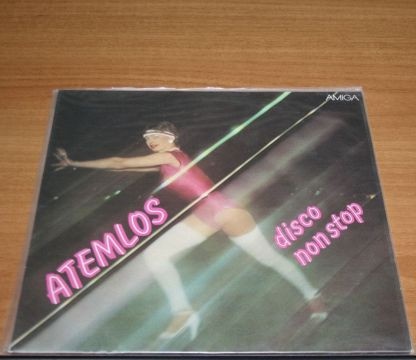 AMIGA
ATEMLOS
disco
non stop